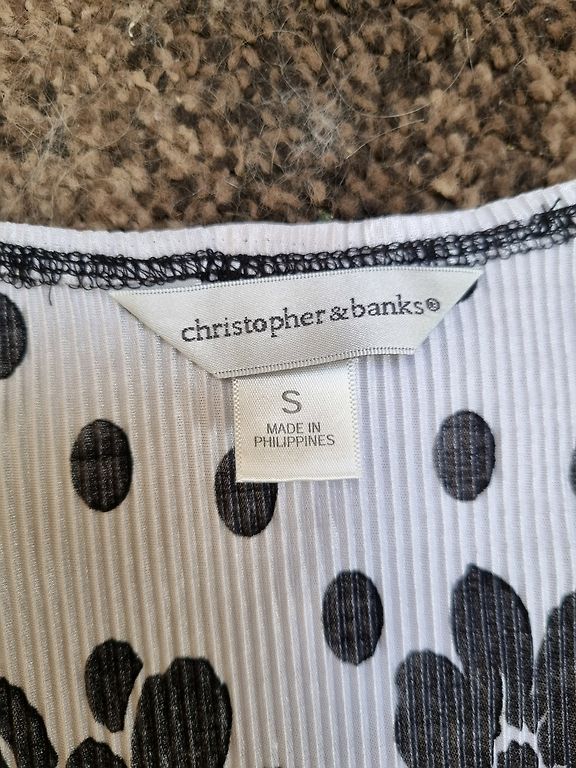 christopher & banks®
S
MADE IN
PHILIPPINES